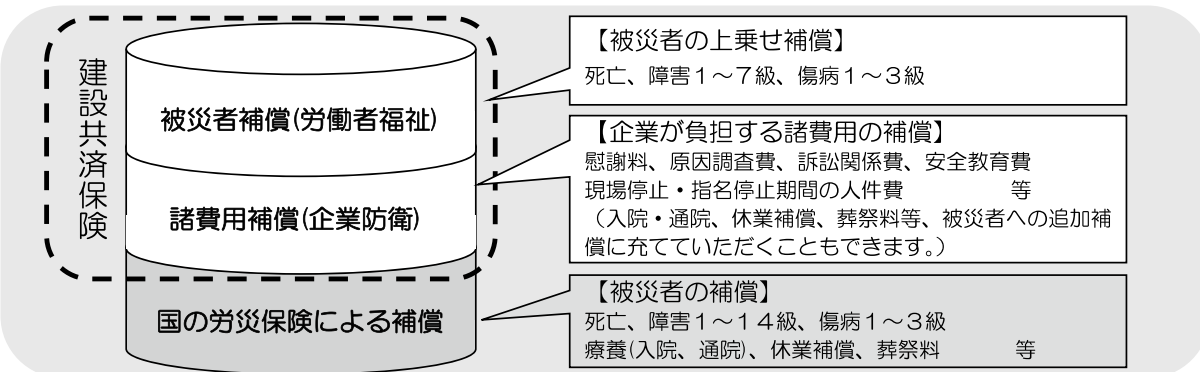 建設共済保険
被災者補償(労働者福祉)
諸費用補償(企業防衛)
国の労災保険による補償
【被災者の上乗せ補償】
死亡、障害1～7級、傷病1～3級
【企業が負担する諸費用の補償】
慰謝料、原因調査費、訴訟関係費、安全教育費
現場停止・指名停止期間の人件費　　　　　等
（入院・通院、休業補償、葬祭料等、被災者への追加補
償に充てていただくこともできます。）
【被災者の補償】
死亡、障害1～14級、傷病1～3級
療養(入院、通院)、休業補償、葬祭料　　　　等